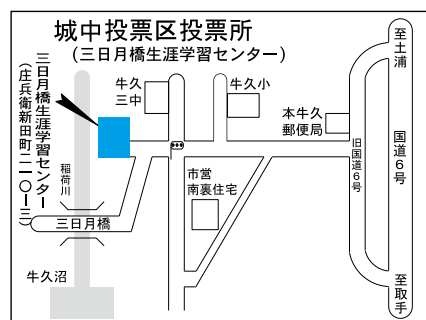 城中投票区投票所
(三日月橋生涯学習センター)
至土浦
牛久
三中
牛久小
本牛久
郵便局
国道6号
旧国道6号
三日月橋生涯学習センター
(庄兵衛新田町二一〇ー三)
稲荷川
市営
南裏住宅
三日月橋
牛久沼
至取手